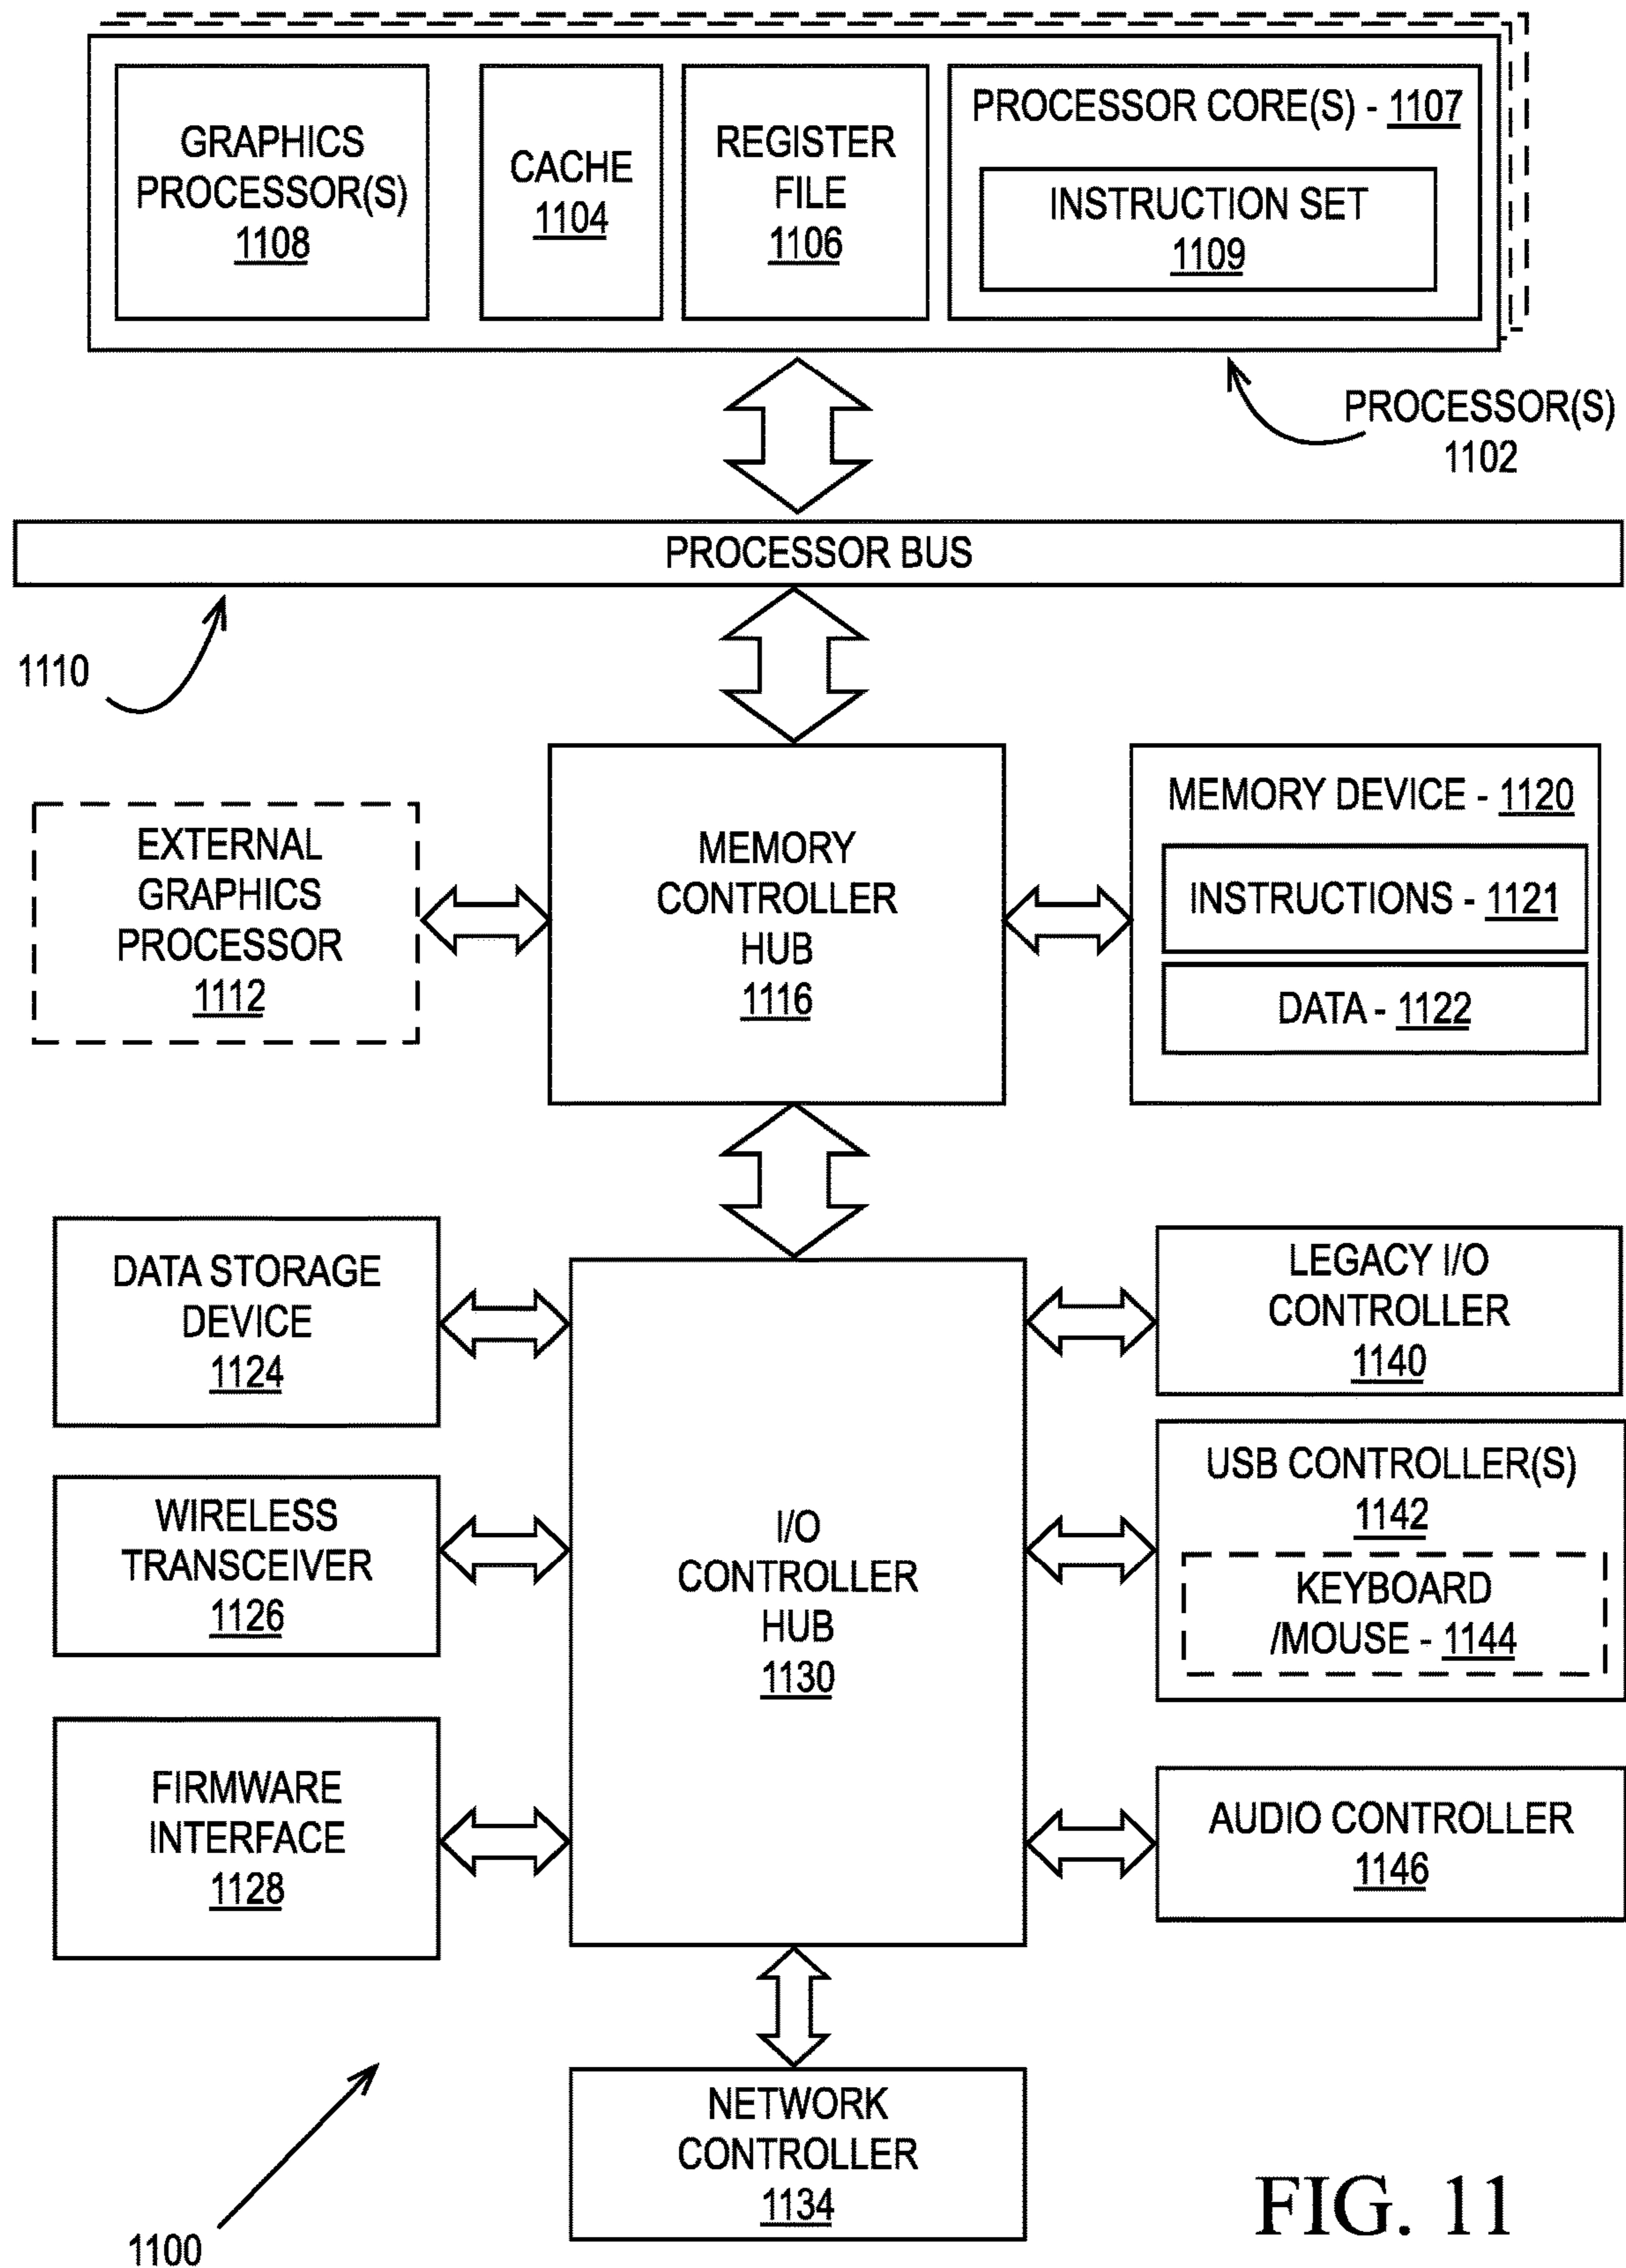 GRAPHICS
PROCESSOR(S)
1108
CACHE
1104
REGISTER
FILE
1106
PROCESSOR CORE(S) - 1107
INSTRUCTION SET
1109
PROCESSOR(S)
1102
PROCESSOR BUS
1110
EXTERNAL
GRAPHICS
PROCESSOR
1112
MEMORY
CONTROLLER
HUB
1116
MEMORY DEVICE - 1120
INSTRUCTIONS - 1121
DATA - 1122
DATA STORAGE
DEVICE
1124
WIRELESS
TRANSCEIVER
1126
FIRMWARE
INTERFACE
1128
I/O
CONTROLLER
HUB
1130
LEGACY I/O
CONTROLLER
1140
USB CONTROLLER(S)
1142
KEYBOARD
/MOUSE - 1144
AUDIO CONTROLLER
1146
NETWORK
CONTROLLER
1134
1100
FIG. 11